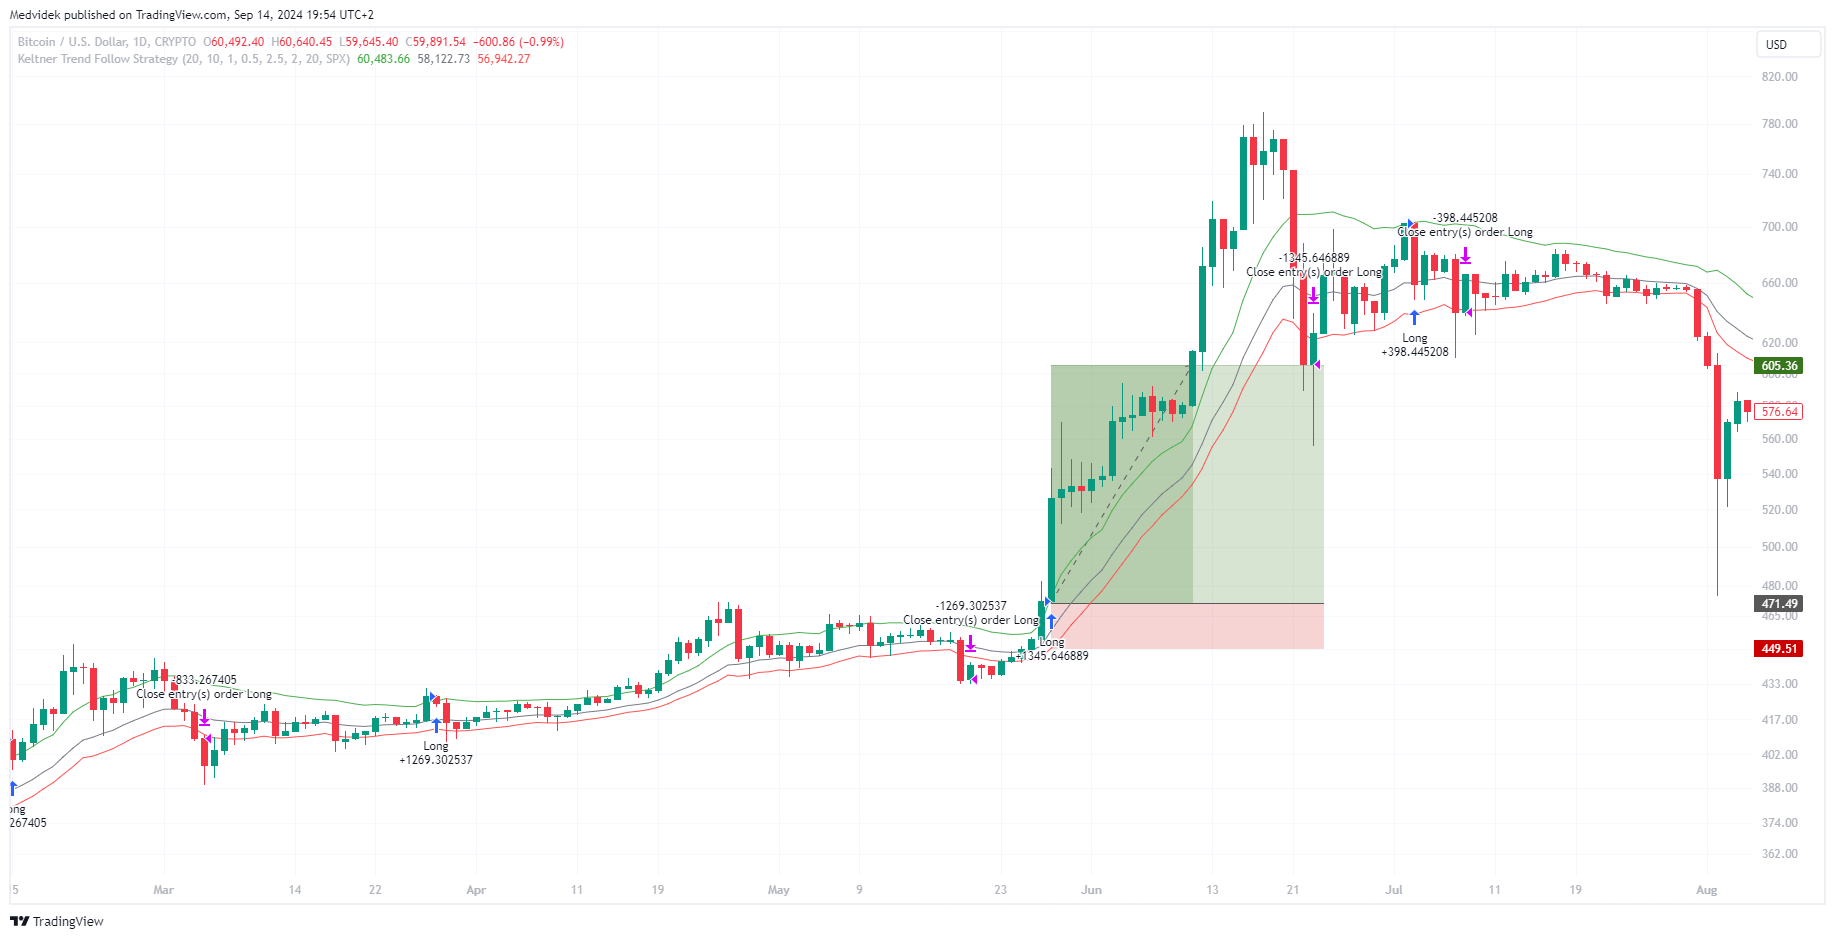 Medvidek published on TradingView.com, Sep 14, 2024 19:54 UTC+2
Bitcoin / U.S. Dollar, 1D, CRYPTO O60,492.40 H60,640.45 L59,645.40 C59,891.54 −600.86 (−0.99%)
Keltner Trend Follow Strategy (20, 10, 1, 0.5, 2.5, 2, 20, SPX) 60,483.66 58,122.73 56,942.27
USD
820.00
780.00
740.00
700.00
660.00
620.00
605.36
576.64
560.00
540.00
520.00
500.00
480.00
471.49
465.00
449.51
433.00
417.00
402.00
388.00
374.00
362.00
-398.445208
Close entry(s) order Long
-1345.646889
Close entry(s) order Long
Long
+398.445208
-1269.302537
Close entry(s) order Long
Long
+1345.646889
-833.267405
Close entry(s) order Long
Long
+1269.302537
ong
267405
5 Mar 14 22 Apr 11 19 May 9 23 Jun 13 21 Jul 11 19 Aug
TradingView